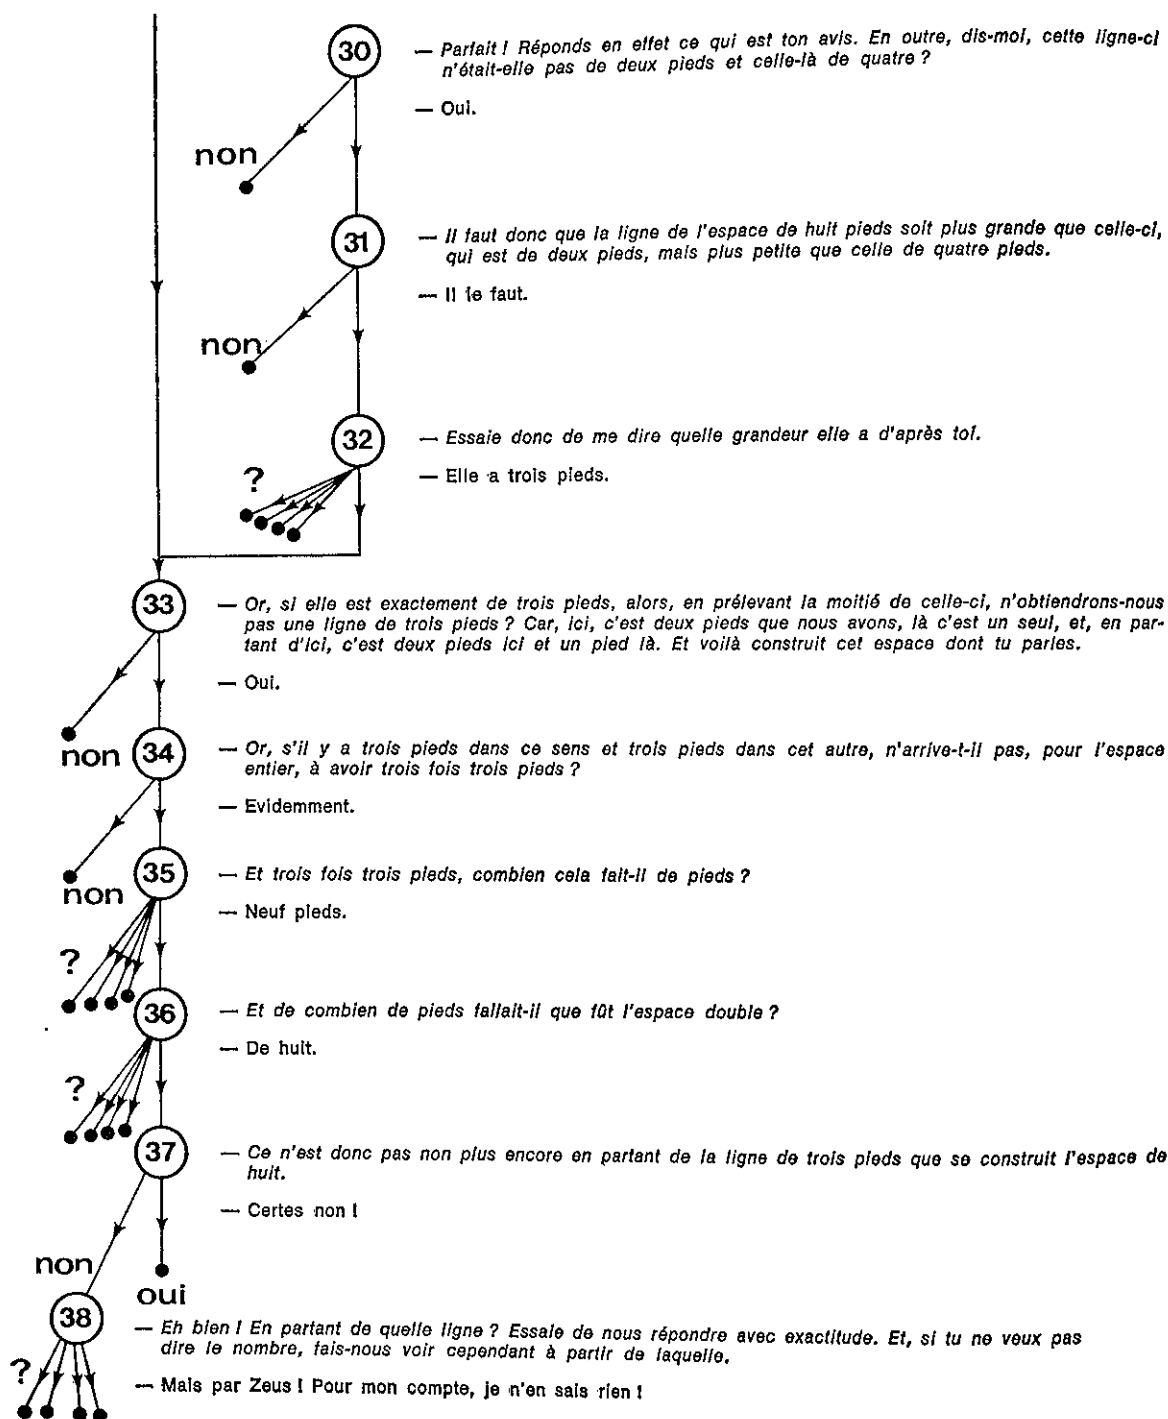 30
— Parfait ! Réponds en effet ce qui est ton avis. En outre, dis-moi, cette ligne-ci
n'était-elle pas de deux pieds et celle-là de quatre ?
— Oui.
non
31
— Il faut donc que la ligne de l'espace de huit pieds soit plus grande que celle-ci,
qui est de deux pieds, mais plus petite que celle de quatre pieds.
— Il le faut.
non
32
— Essaie donc de me dire quelle grandeur elle a d'après toi.
?
— Elle a trois pieds.
33
— Or, si elle est exactement de trois pieds, alors, en prélevant la moitié de celle-ci, n'obtiendrons-nous
pas une ligne de trois pieds ? Car, ici, c'est deux pieds que nous avons, là c'est un seul, et, en par-
tant d'ici, c'est deux pieds ici et un pied là. Et voilà construit cet espace dont tu parles.
— Oui.
non
34
— Or, s'il y a trois pieds dans ce sens et trois pieds dans cet autre, n'arrive-t-il pas, pour l'espace
entier, à avoir trois fois trois pieds ?
— Evidemment.
non
35
— Et trois fois trois pieds, combien cela fait-il de pieds ?
— Neuf pieds.
?
36
— Et de combien de pieds fallait-il que fût l'espace double ?
— De huit.
?
37
— Ce n'est donc pas non plus encore en partant de la ligne de trois pieds que se construit l'espace de
huit.
— Certes non !
non
oui
38
— Eh bien ! En partant de quelle ligne ? Essaie de nous répondre avec exactitude. Et, si tu ne veux pas
dire le nombre, fais-nous voir cependant à partir de laquelle.
?
— Mais par Zeus ! Pour mon compte, je n'en sais rien !